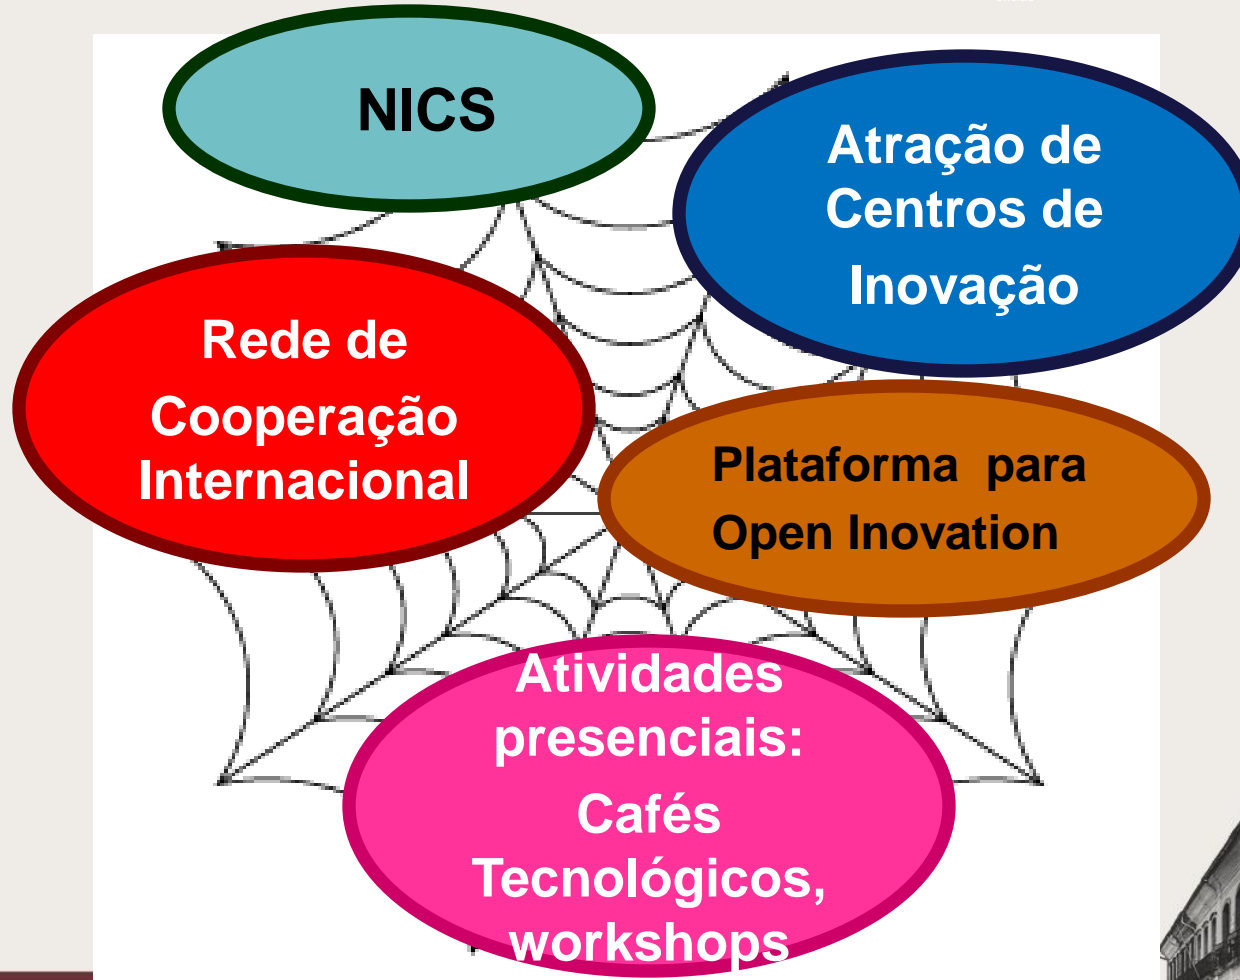 NICS
Atração de
Centros de
Inovação
Rede de
Cooperação
Internacional
Plataforma para
Open Inovation
Atividades
presenciais:
Cafés
Tecnológicos,
workshops